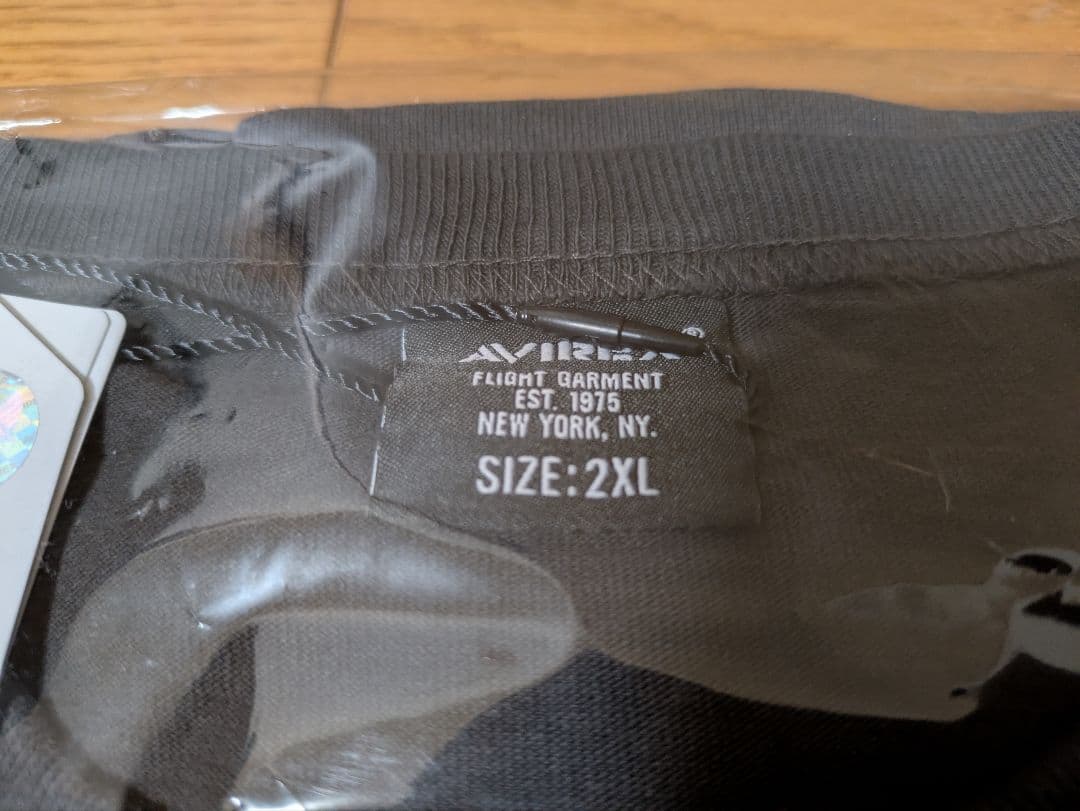 AVIREX®
FLIGHT GARMENT
EST. 1975
NEW YORK, NY.
SIZE:2XL